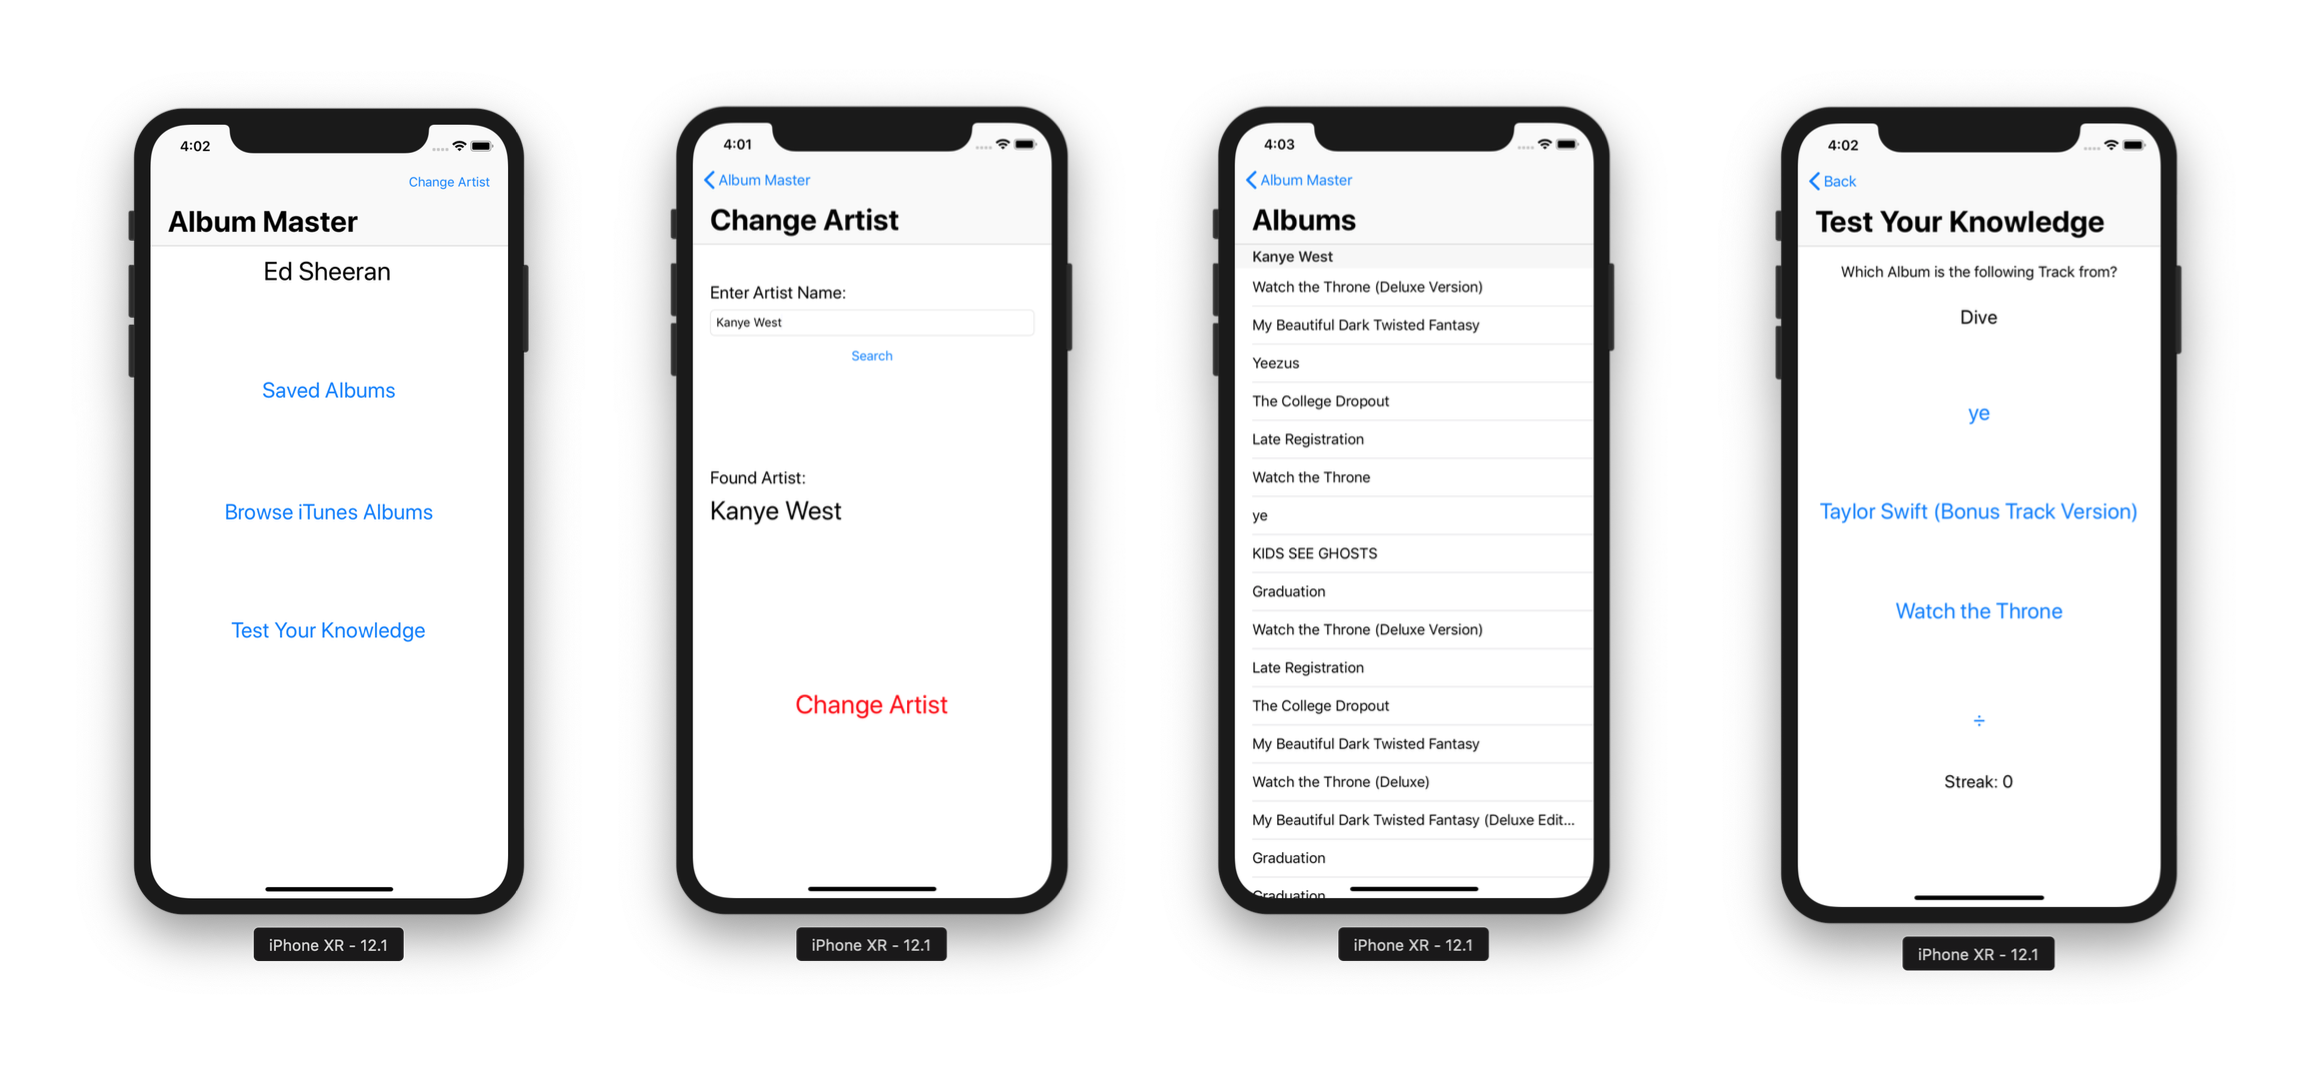 4:02
Change Artist
Album Master
Ed Sheeran
Saved Albums
Browse iTunes Albums
Test Your Knowledge
iPhone XR - 12.1
4:01
Album Master
Change Artist
Enter Artist Name:
Kanye West
Search
Found Artist:
Kanye West
Change Artist
iPhone XR - 12.1
4:03
Album Master
Albums
Kanye West
Watch the Throne (Deluxe Version)
My Beautiful Dark Twisted Fantasy
Yeezus
The College Dropout
Late Registration
Watch the Throne
ye
KIDS SEE GHOSTS
Graduation
Watch the Throne (Deluxe Version)
Late Registration
The College Dropout
My Beautiful Dark Twisted Fantasy
Watch the Throne (Deluxe)
My Beautiful Dark Twisted Fantasy (Deluxe Edit...
Graduation
Graduation
iPhone XR - 12.1
4:02
Back
Test Your Knowledge
Which Album is the following Track from?
Dive
ye
Taylor Swift (Bonus Track Version)
Watch the Throne
÷
Streak: 0
iPhone XR - 12.1